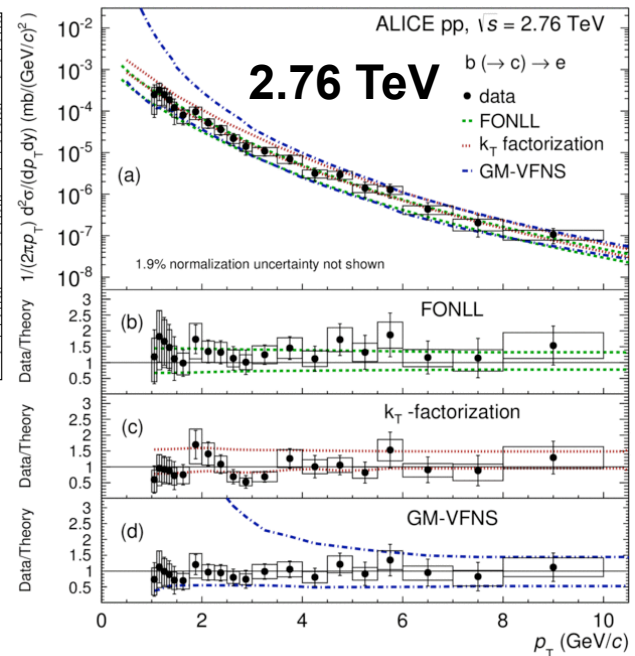 ALICE pp, √s = 2.76 TeV
2.76 TeV
b (→ c) → e
data
FONLL
k_T factorization
GM-VFNS
(a)
1.9% normalization uncertainty not shown
1/(2πp_T) d²σ/(dp_Tdy) (mb/(GeV/c)²)
10⁻²
10⁻³
10⁻⁴
10⁻⁵
10⁻⁶
10⁻⁷
10⁻⁸
(b)
FONLL
Data/Theory
3
2.5
2
1.5
1
0.5
(c)
k_T -factorization
Data/Theory
3
2.5
2
1.5
1
0.5
(d)
GM-VFNS
Data/Theory
3
2.5
2
1.5
1
0.5
0 2 4 6 8 10
p_T (GeV/c)